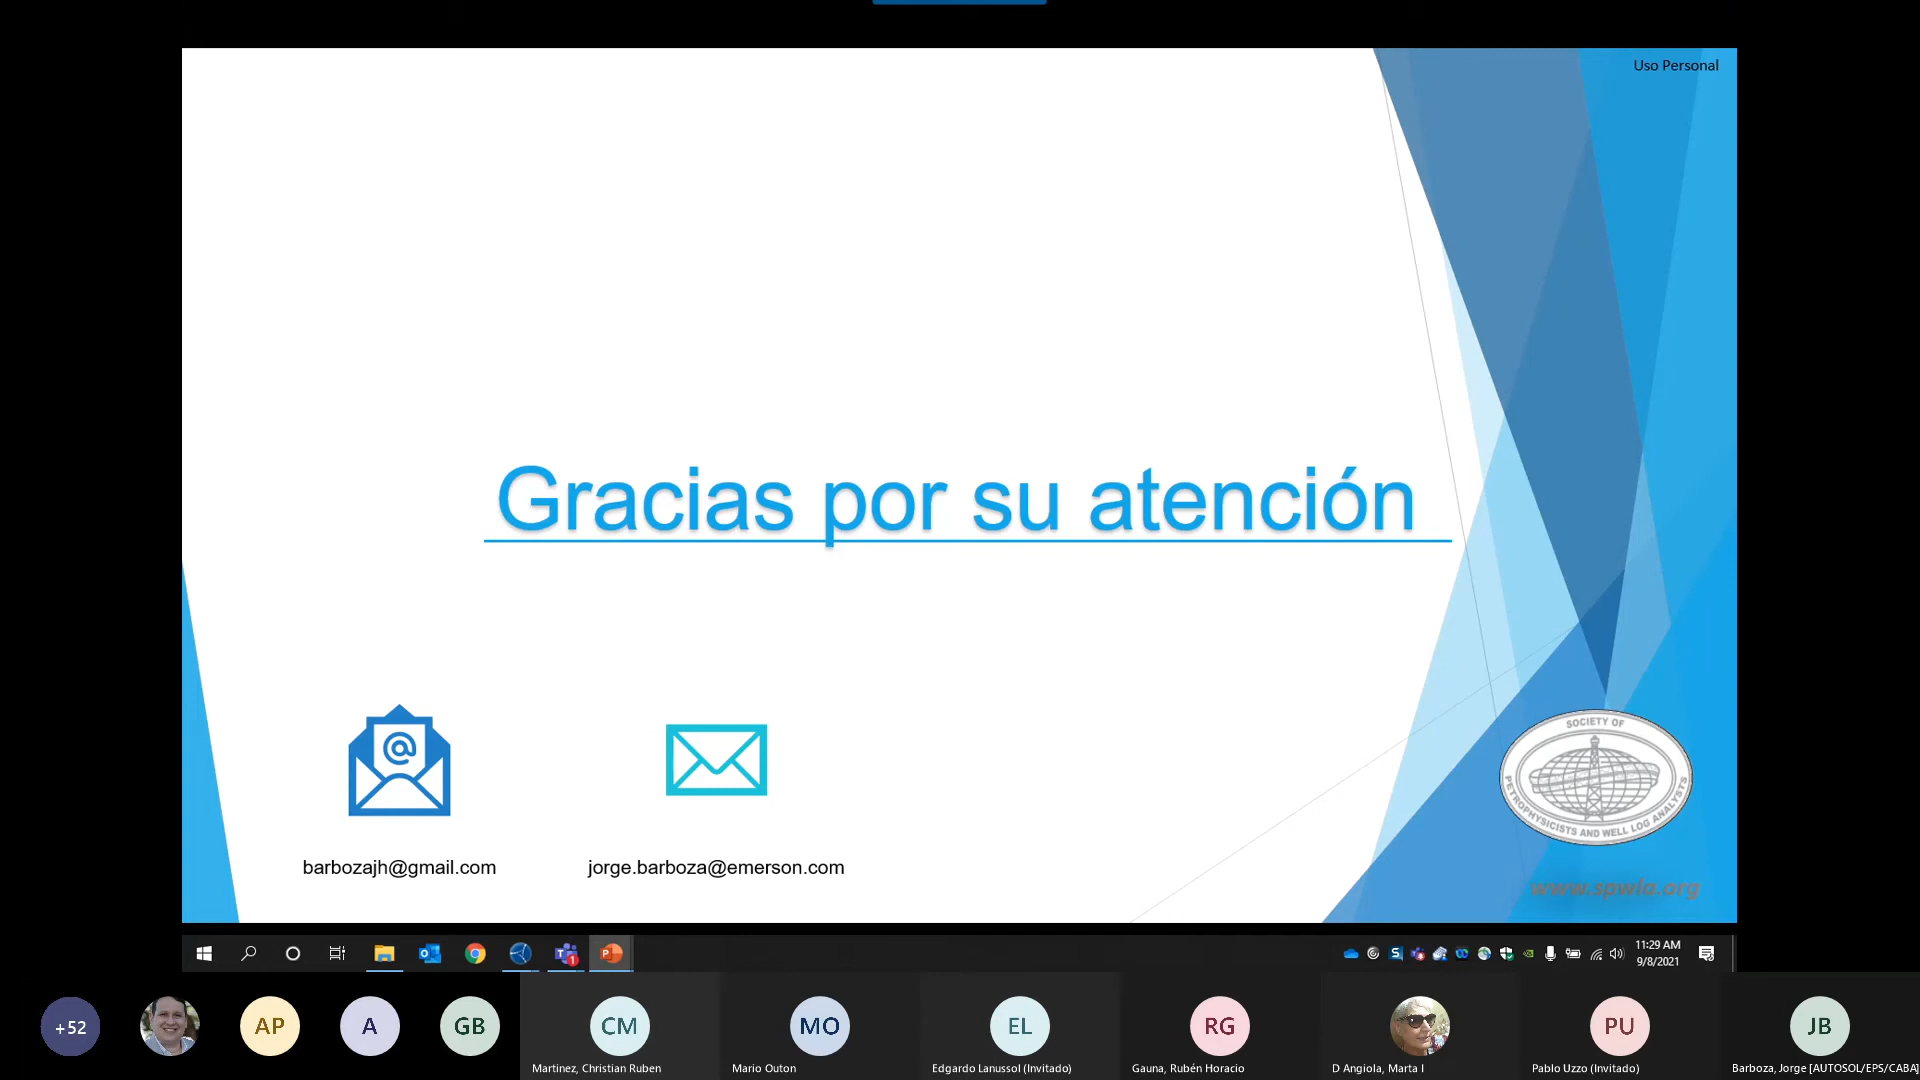 Uso Personal
Gracias por su atención
barbozajh@gmail.com
jorge.barboza@emerson.com
SOCIETY OF
PETROPHYSICISTS AND WELL LOG ANALYSTS
www.spwla.org
11:29 AM
9/8/2021
+52
AP
A
GB
CM
MO
EL
RG
PU
JB
Martinez, Christian Ruben
Mario Outon
Edgardo Lanussol (Invitado)
Gauna, Rubén Horacio
D Angiola, Marta I
Pablo Uzzo (Invitado)
Barboza, Jorge [AUTOSOL/EPS/CABA]